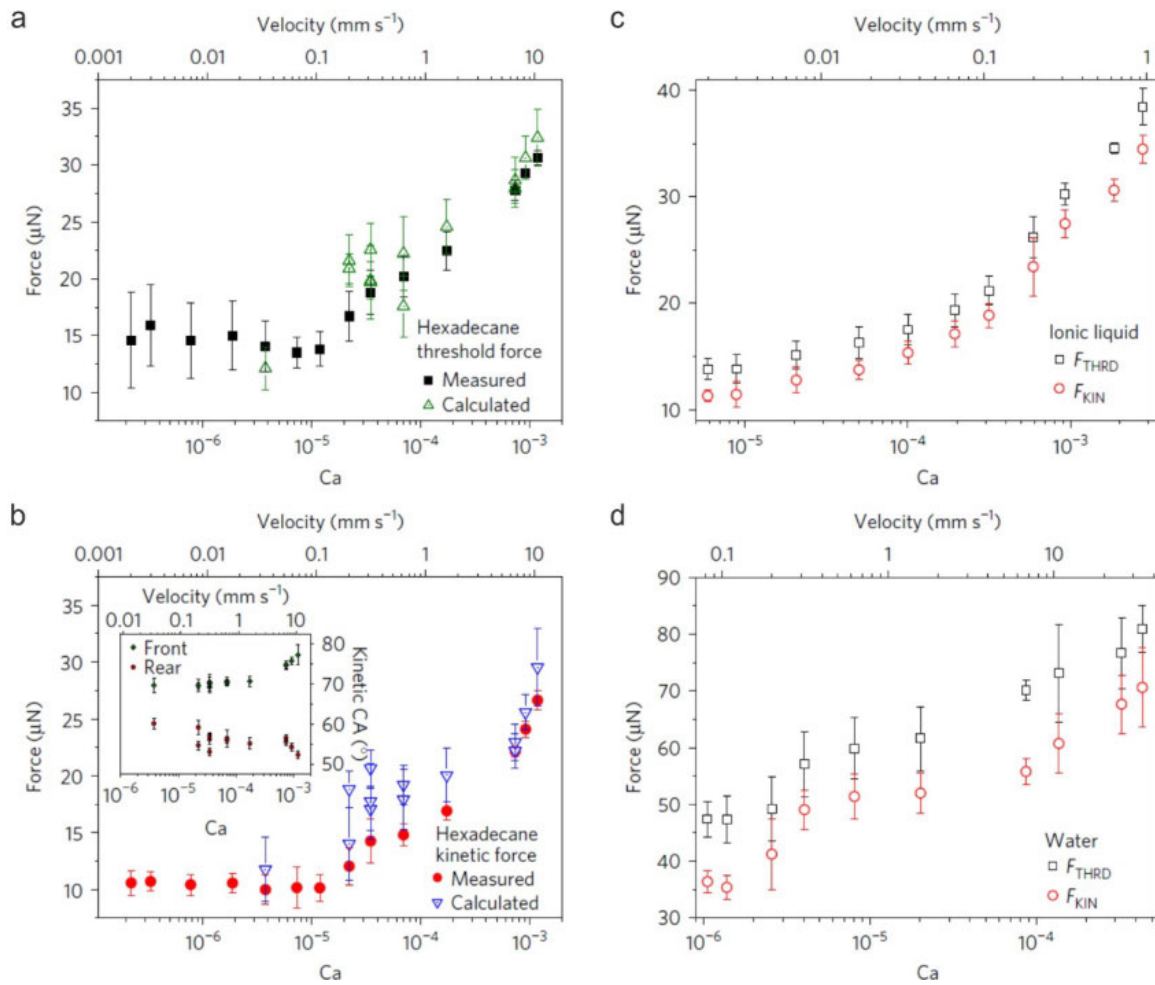 a
Velocity (mm s⁻¹)
0.001 0.01 0.1 1 10
35
30
25
20
15
10
Force (µN)
Hexadecane
threshold force
Measured
Calculated
10⁻⁶ 10⁻⁵ 10⁻⁴ 10⁻³
Ca
c
Velocity (mm s⁻¹)
0.01 0.1 1
40
30
20
10
Force (µN)
Ionic liquid
F_THRD
F_KIN
10⁻⁵ 10⁻⁴ 10⁻³
Ca
b
Velocity (mm s⁻¹)
0.001 0.01 0.1 1 10
35
30
25
20
15
10
Force (µN)
Velocity (mm s⁻¹)
0.01 0.1 1 10
Front
Rear
80
70
60
50
Kinetic CA (°)
10⁻⁶ 10⁻⁵ 10⁻⁴ 10⁻³
Ca
Hexadecane
kinetic force
Measured
Calculated
10⁻⁶ 10⁻⁵ 10⁻⁴ 10⁻³
Ca
d
Velocity (mm s⁻¹)
0.1 1 10
90
80
70
60
50
40
30
Force (µN)
Water
F_THRD
F_KIN
10⁻⁶ 10⁻⁵ 10⁻⁴
Ca